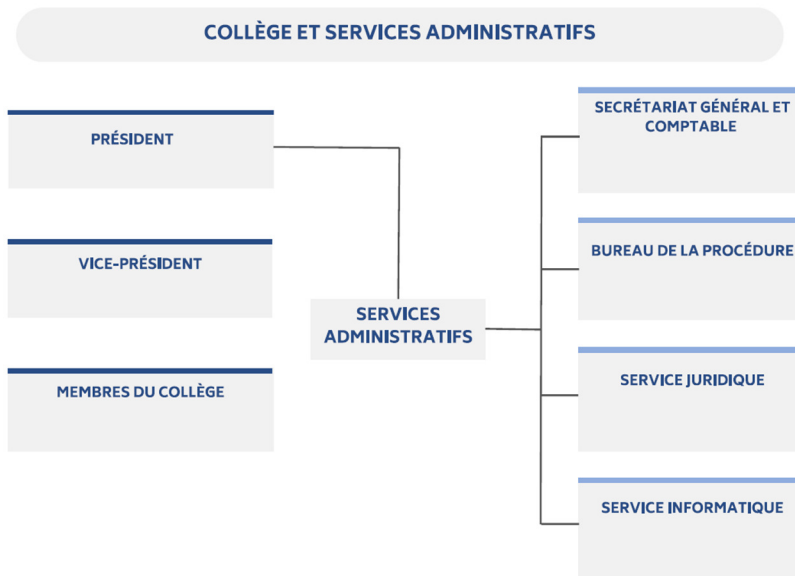 COLLÈGE ET SERVICES ADMINISTRATIFS
PRÉSIDENT
VICE-PRÉSIDENT
MEMBRES DU COLLÈGE
SERVICES
ADMINISTRATIFS
SECRÉTARIAT GÉNÉRAL ET
COMPTABLE
BUREAU DE LA PROCÉDURE
SERVICE JURIDIQUE
SERVICE INFORMATIQUE